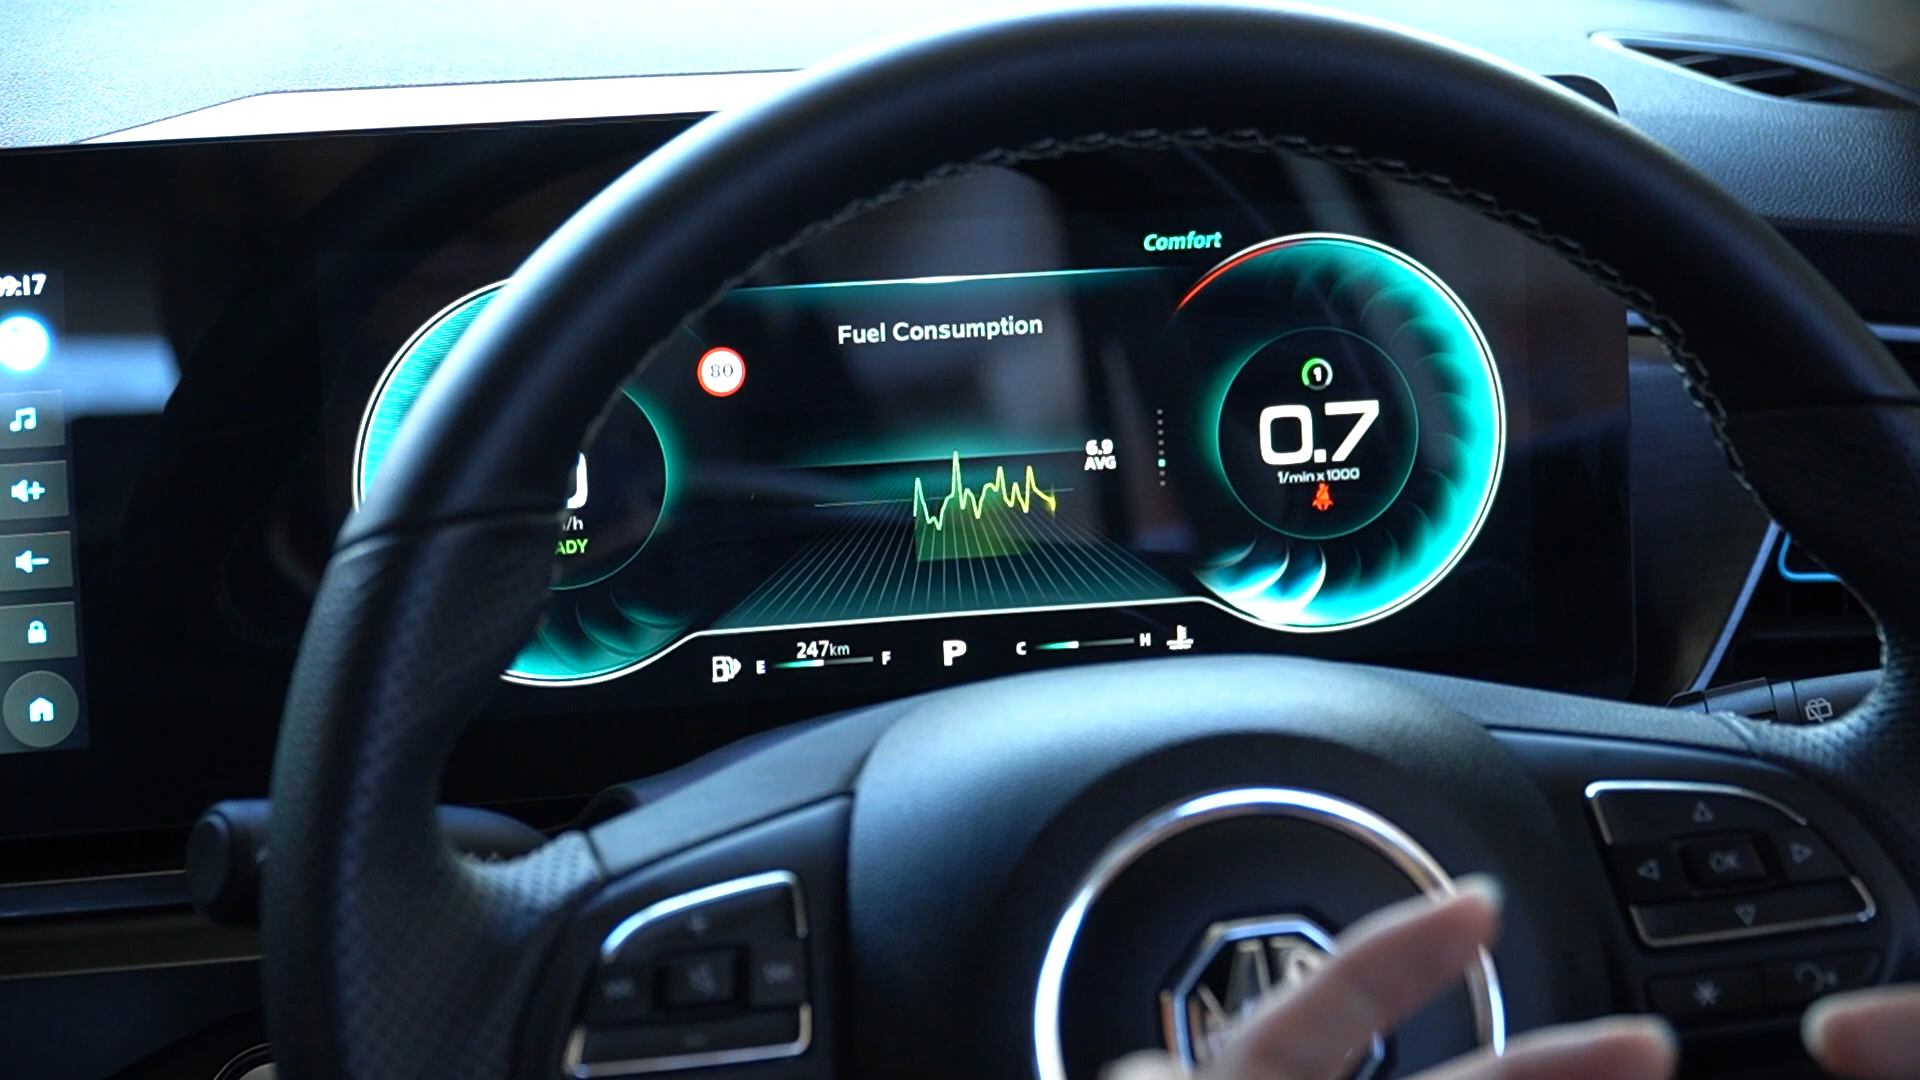 9:17
Comfort
Fuel Consumption
80
1
0.7
1/min x 1000
6.9
AVG
/h
ADY
247km
E
F
P
C
H
OK